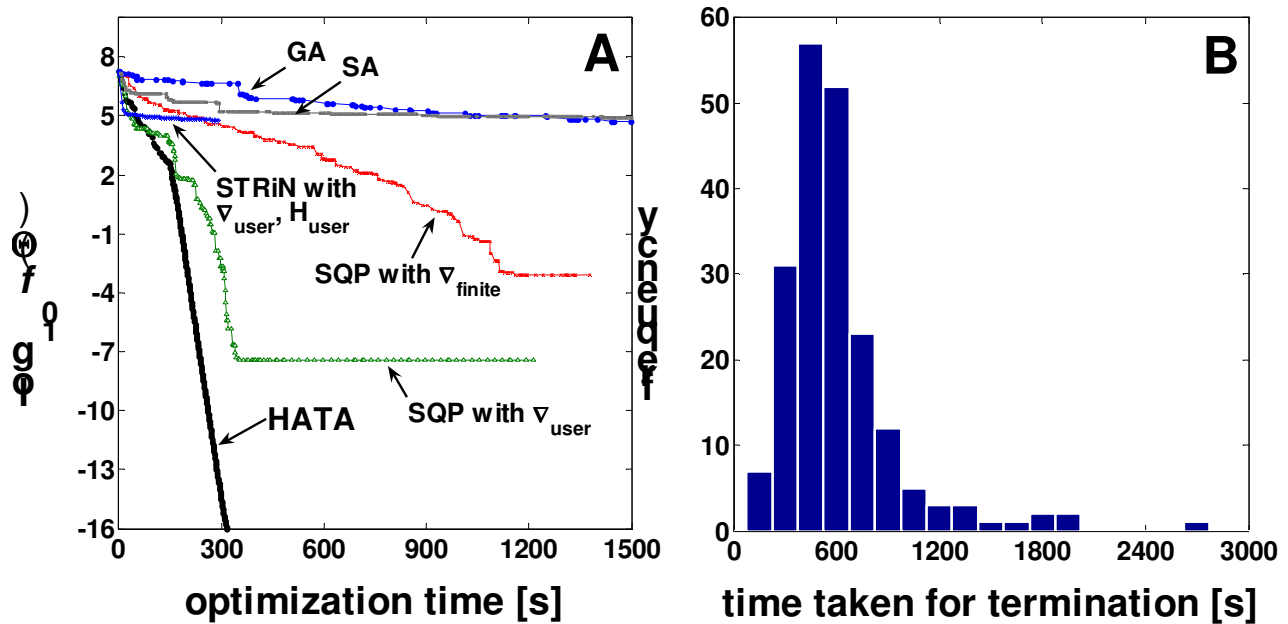 A
GA
SA
8
5
2
-1
-4
-7
-10
-13
-16
STRiN with
∇user, Huser
SQP with ∇finite
SQP with ∇user
HATA
log10 f(Θ)
0 300 600 900 1200 1500
optimization time [s]
B
60
50
40
30
20
10
0
frequency
0 600 1200 1800 2400 3000
time taken for termination [s]